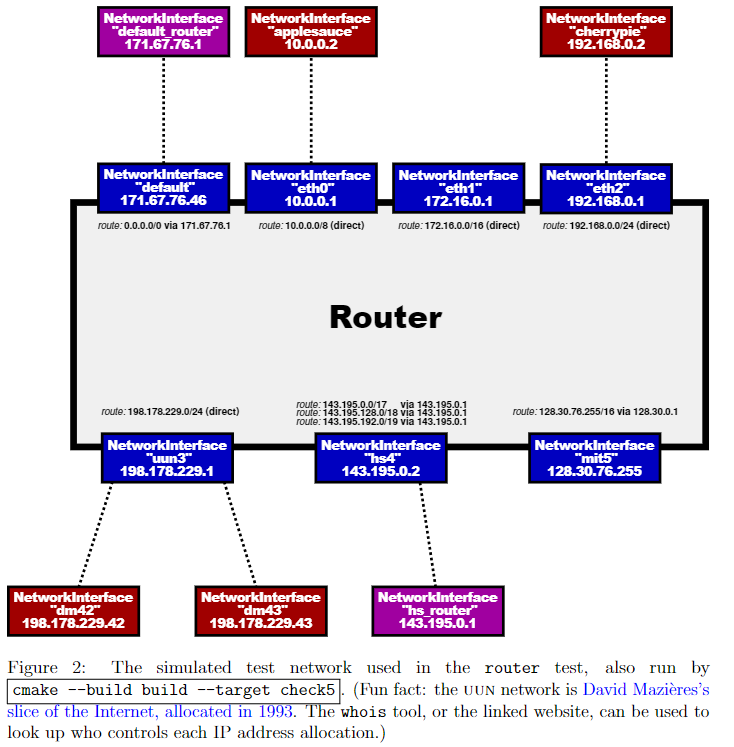 NetworkInterface
"default_router"
171.67.76.1
NetworkInterface
"applesauce"
10.0.0.2
NetworkInterface
"cherrypie"
192.168.0.2
NetworkInterface
"default"
171.67.76.46
NetworkInterface
"eth0"
10.0.0.1
NetworkInterface
"eth1"
172.16.0.1
NetworkInterface
"eth2"
192.168.0.1
route: 0.0.0.0/0 via 171.67.76.1
route: 10.0.0.0/8 (direct)
route: 172.16.0.0/16 (direct)
route: 192.168.0.0/24 (direct)
Router
route: 198.178.229.0/24 (direct)
route: 143.195.0.0/17 via 143.195.0.1
route: 143.195.128.0/18 via 143.195.0.1
route: 143.195.192.0/19 via 143.195.0.1
route: 128.30.76.255/16 via 128.30.0.1
NetworkInterface
"uun3"
198.178.229.1
NetworkInterface
"hs4"
143.195.0.2
NetworkInterface
"mit5"
128.30.76.255
NetworkInterface
"dm42"
198.178.229.42
NetworkInterface
"dm43"
198.178.229.43
NetworkInterface
"hs_router"
143.195.0.1
Figure 2: The simulated test network used in the router test, also run by
cmake --build build --target check5. (Fun fact: the UUN network is David Mazières's
slice of the Internet, allocated in 1993. The whois tool, or the linked website, can be used to
look up who controls each IP address allocation.)